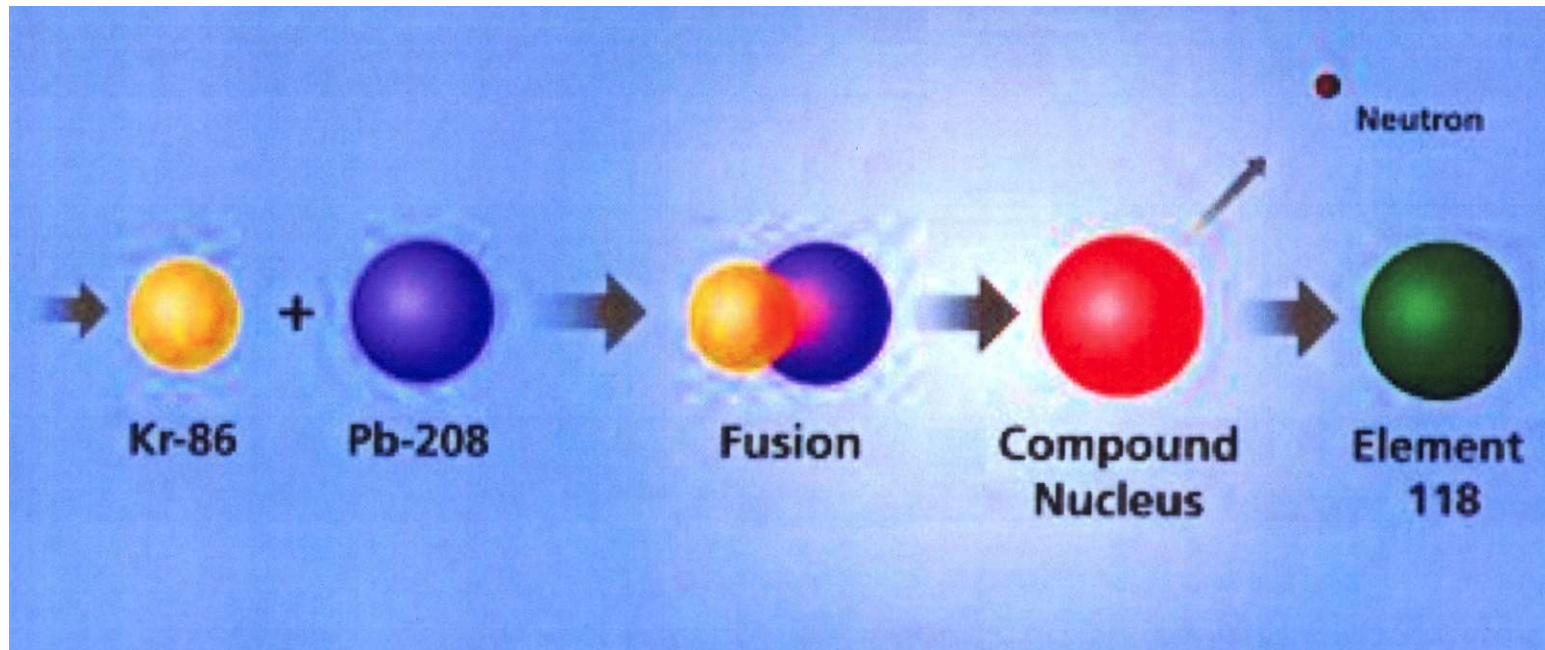 Neutron
+
Kr-86
Pb-208
Fusion
Compound
Nucleus
Element
118